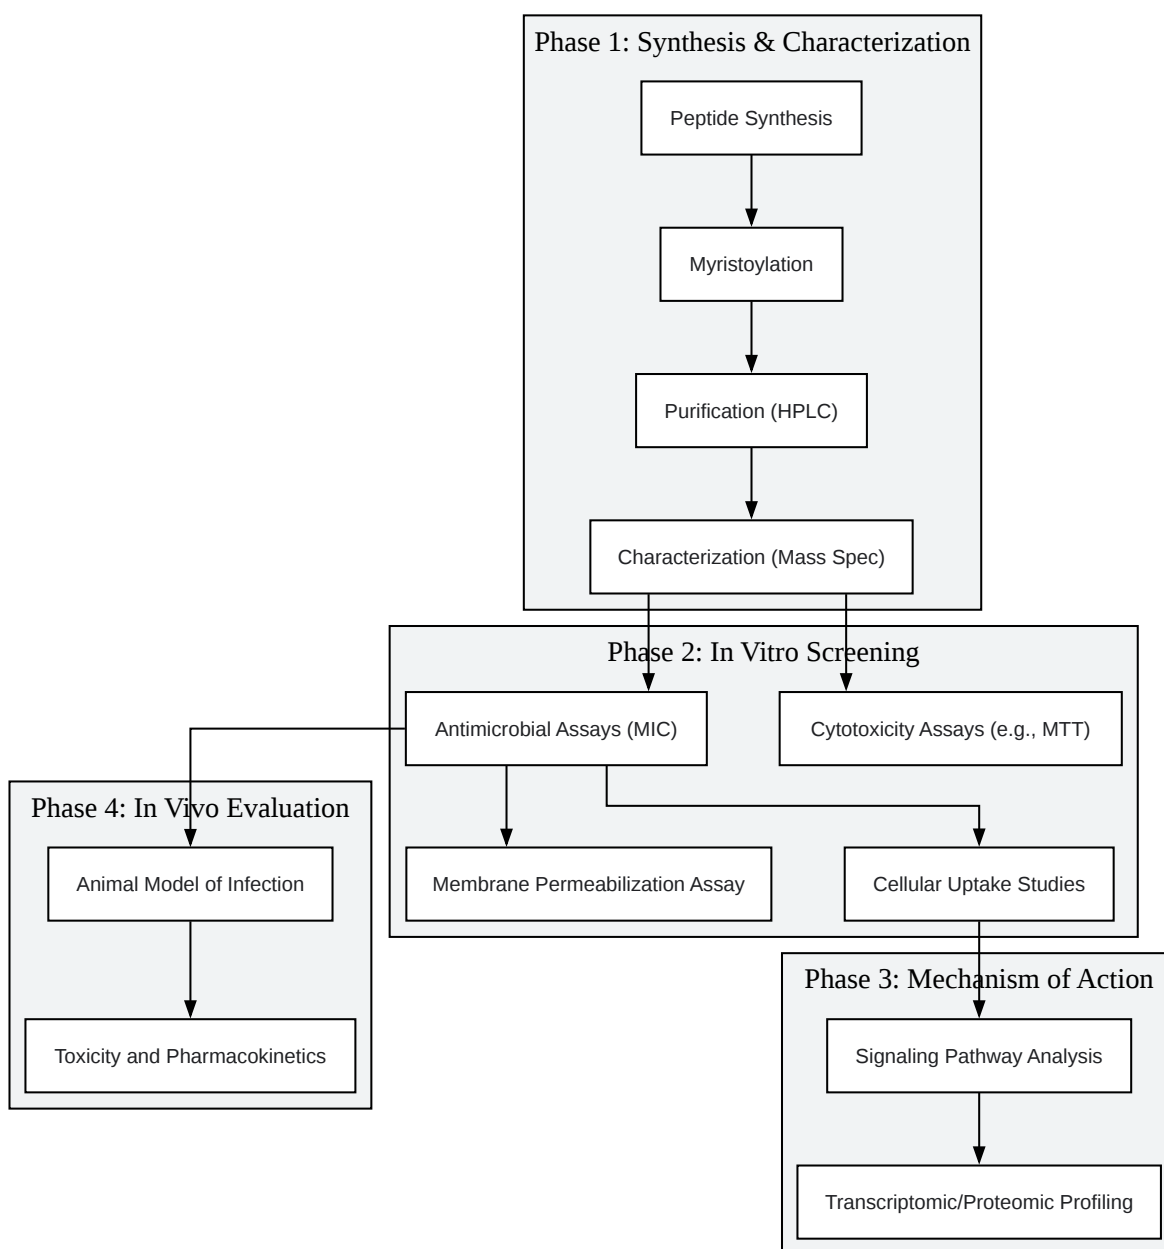 Phase 1: Synthesis & Characterization
Peptide Synthesis
Myristoylation
Purification (HPLC)
Characterization (Mass Spec)
Phase 2: In Vitro Screening
Antimicrobial Assays (MIC)
Cytotoxicity Assays (e.g., MTT)
Membrane Permeabilization Assay
Cellular Uptake Studies
Phase 4: In Vivo Evaluation
Animal Model of Infection
Toxicity and Pharmacokinetics
Phase 3: Mechanism of Action
Signaling Pathway Analysis
Transcriptomic/Proteomic Profiling